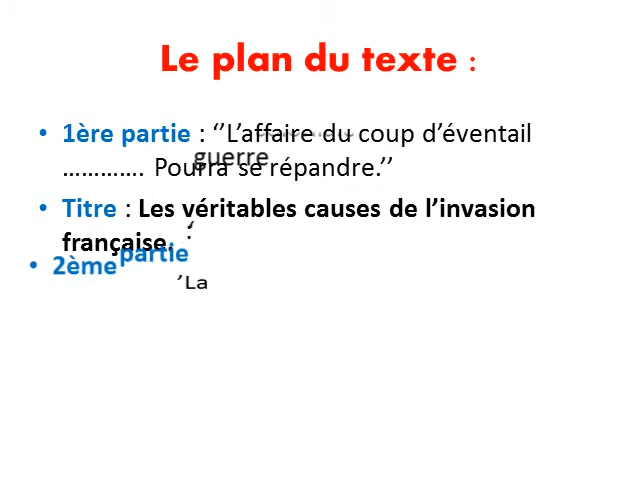 Le plan du texte :
• 1ère partie : ‘’L’affaire du coup d’éventail
…………. Pourra se répandre.’’
guerre
• Titre : Les véritables causes de l’invasion
française.
• 2ème partie :
‘’La